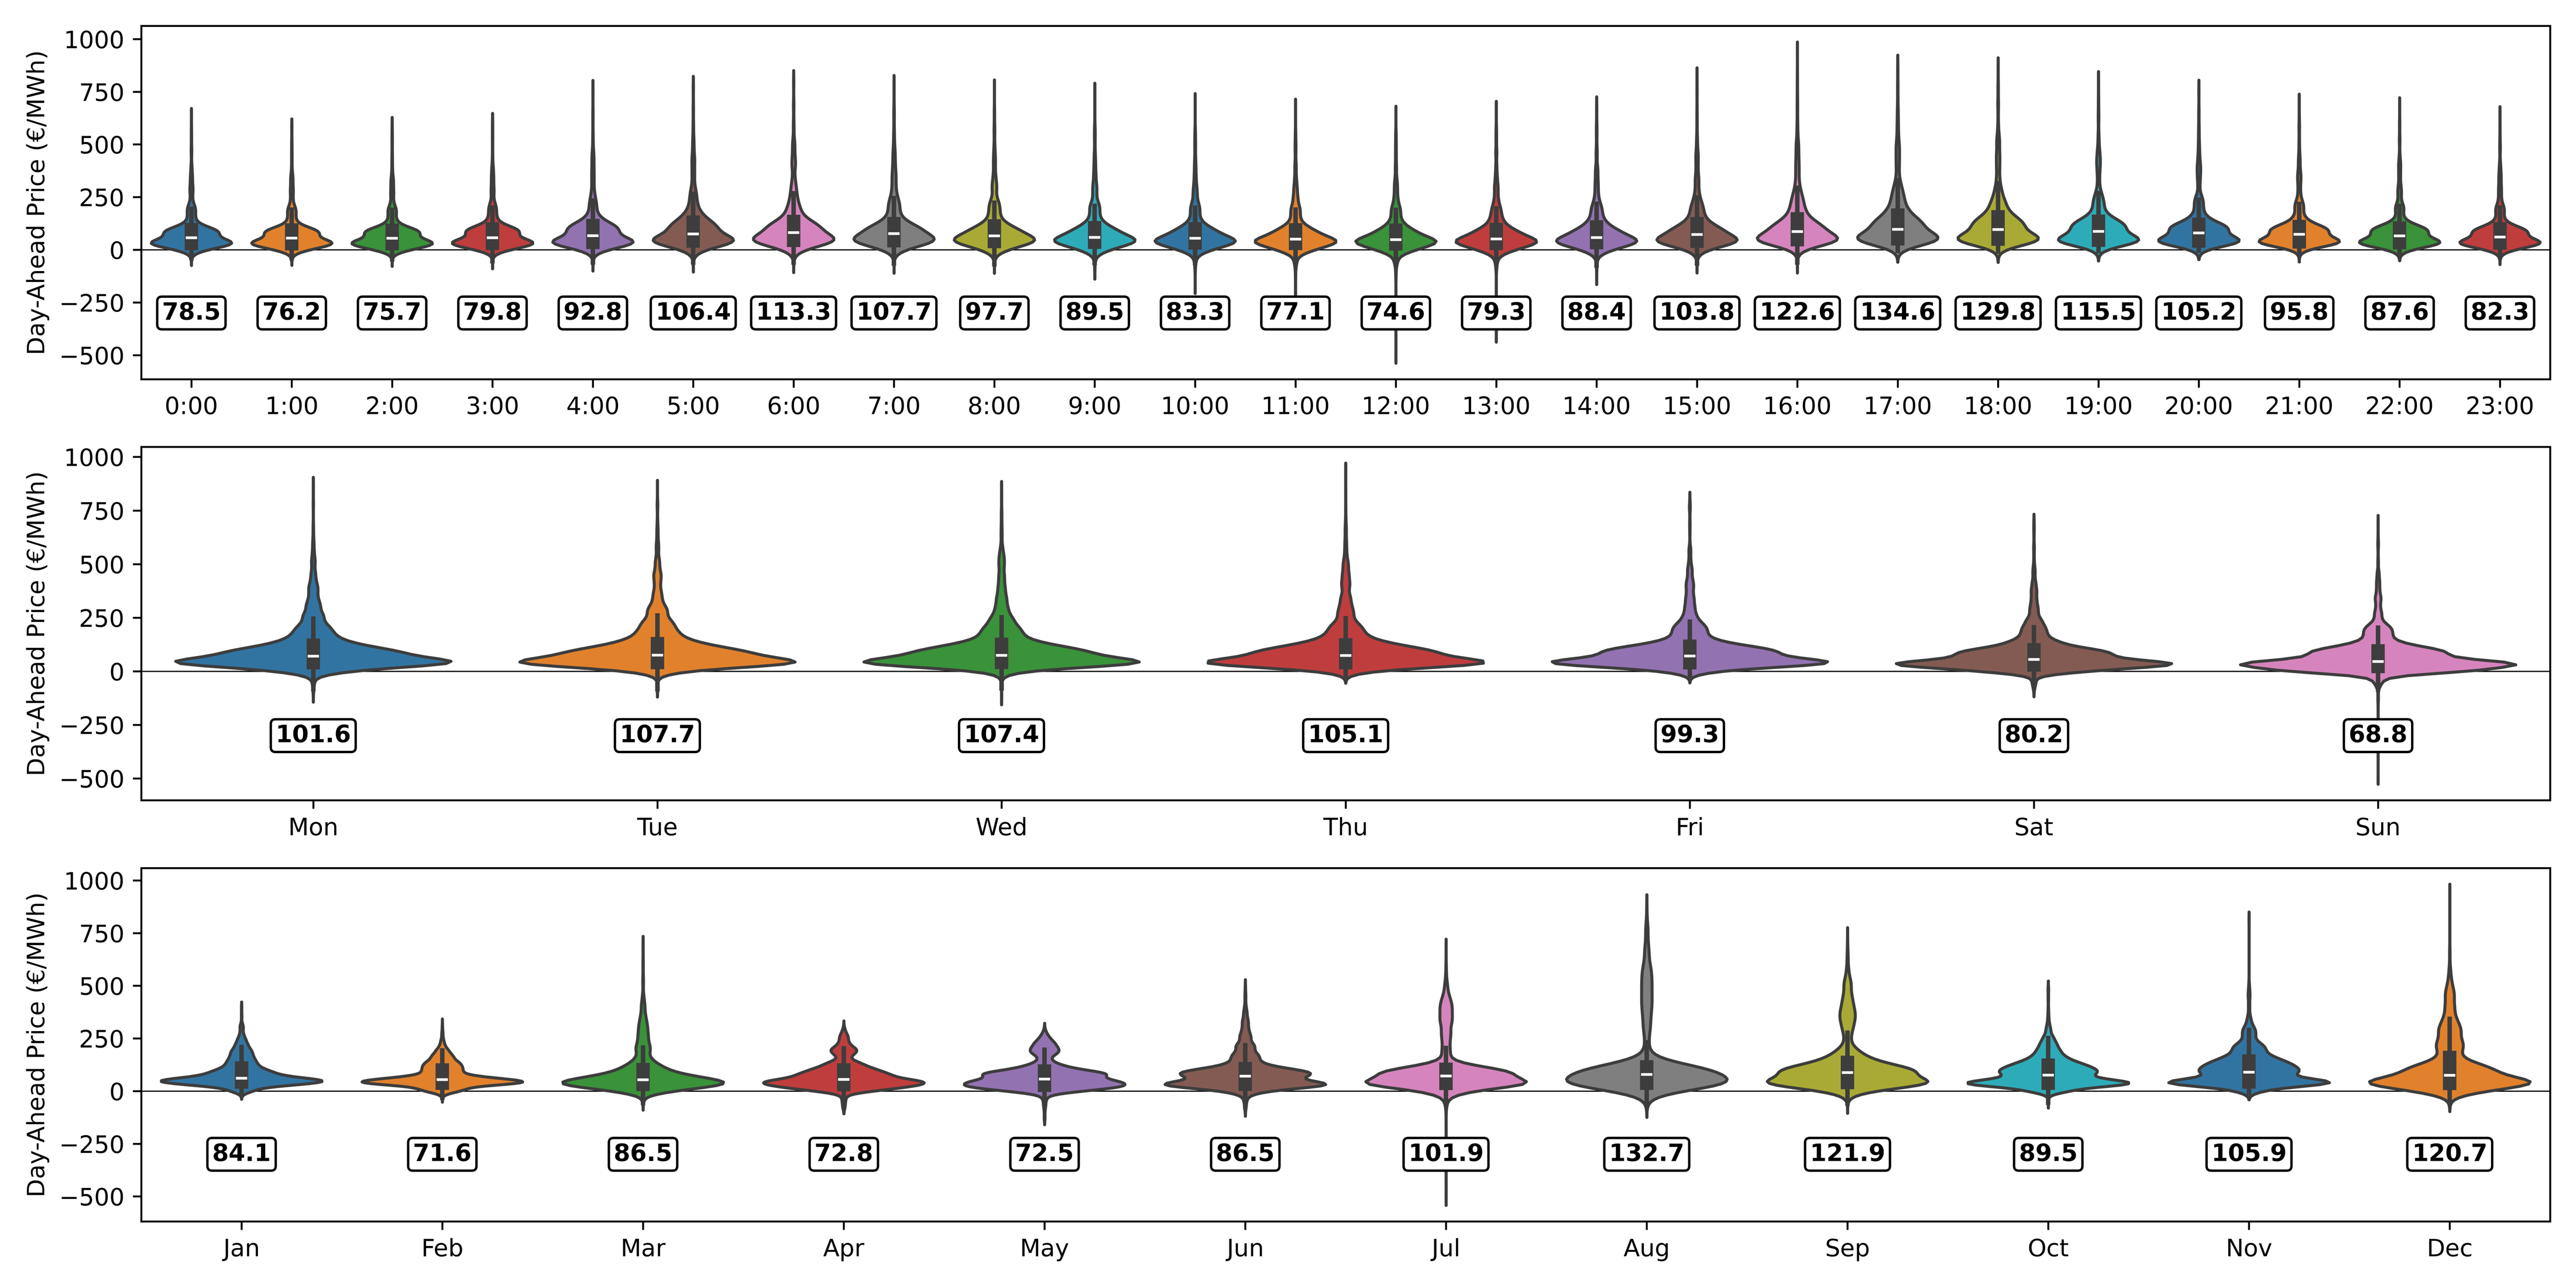 Day-Ahead Price (€/MWh)
1000
750
500
250
0
−250
−500
78.5 76.2 75.7 79.8 92.8 106.4 113.3 107.7 97.7 89.5 83.3 77.1 74.6 79.3 88.4 103.8 122.6 134.6 129.8 115.5 105.2 95.8 87.6 82.3
0:00 1:00 2:00 3:00 4:00 5:00 6:00 7:00 8:00 9:00 10:00 11:00 12:00 13:00 14:00 15:00 16:00 17:00 18:00 19:00 20:00 21:00 22:00 23:00
Day-Ahead Price (€/MWh)
1000
750
500
250
0
−250
−500
101.6 107.7 107.4 105.1 99.3 80.2 68.8
Mon Tue Wed Thu Fri Sat Sun
Day-Ahead Price (€/MWh)
1000
750
500
250
0
−250
−500
84.1 71.6 86.5 72.8 72.5 86.5 101.9 132.7 121.9 89.5 105.9 120.7
Jan Feb Mar Apr May Jun Jul Aug Sep Oct Nov Dec